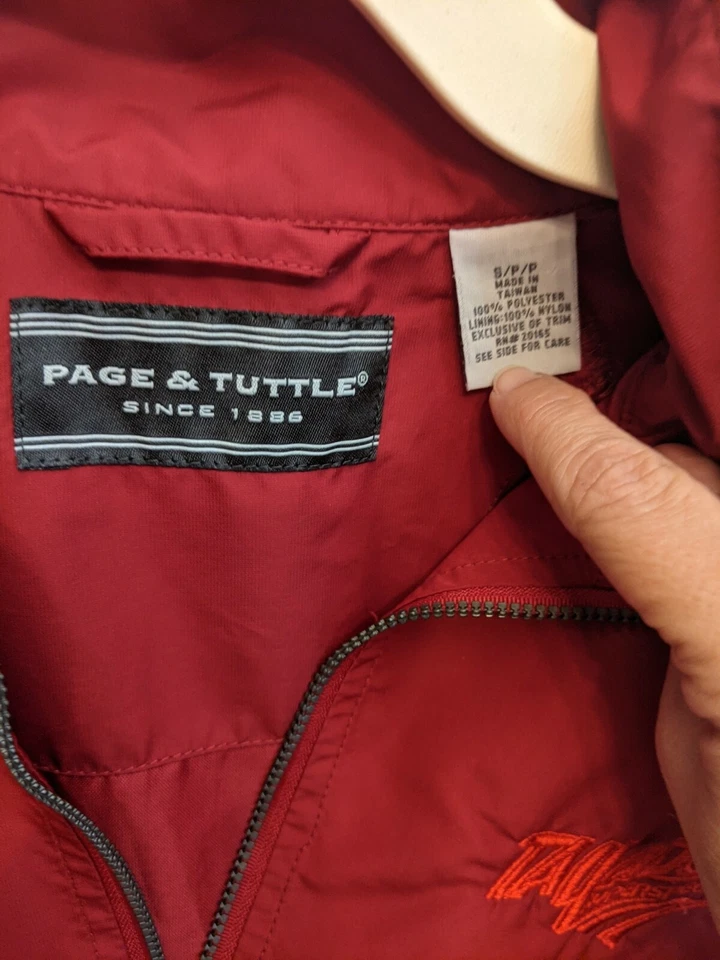 PAGE & TUTTLE®
SINCE 1886
S/P/P
MADE IN
TAIWAN
100% POLYESTER
LINING:100% NYLON
EXCLUSIVE OF TRIM
RN# 20165
SEE SIDE FOR CARE